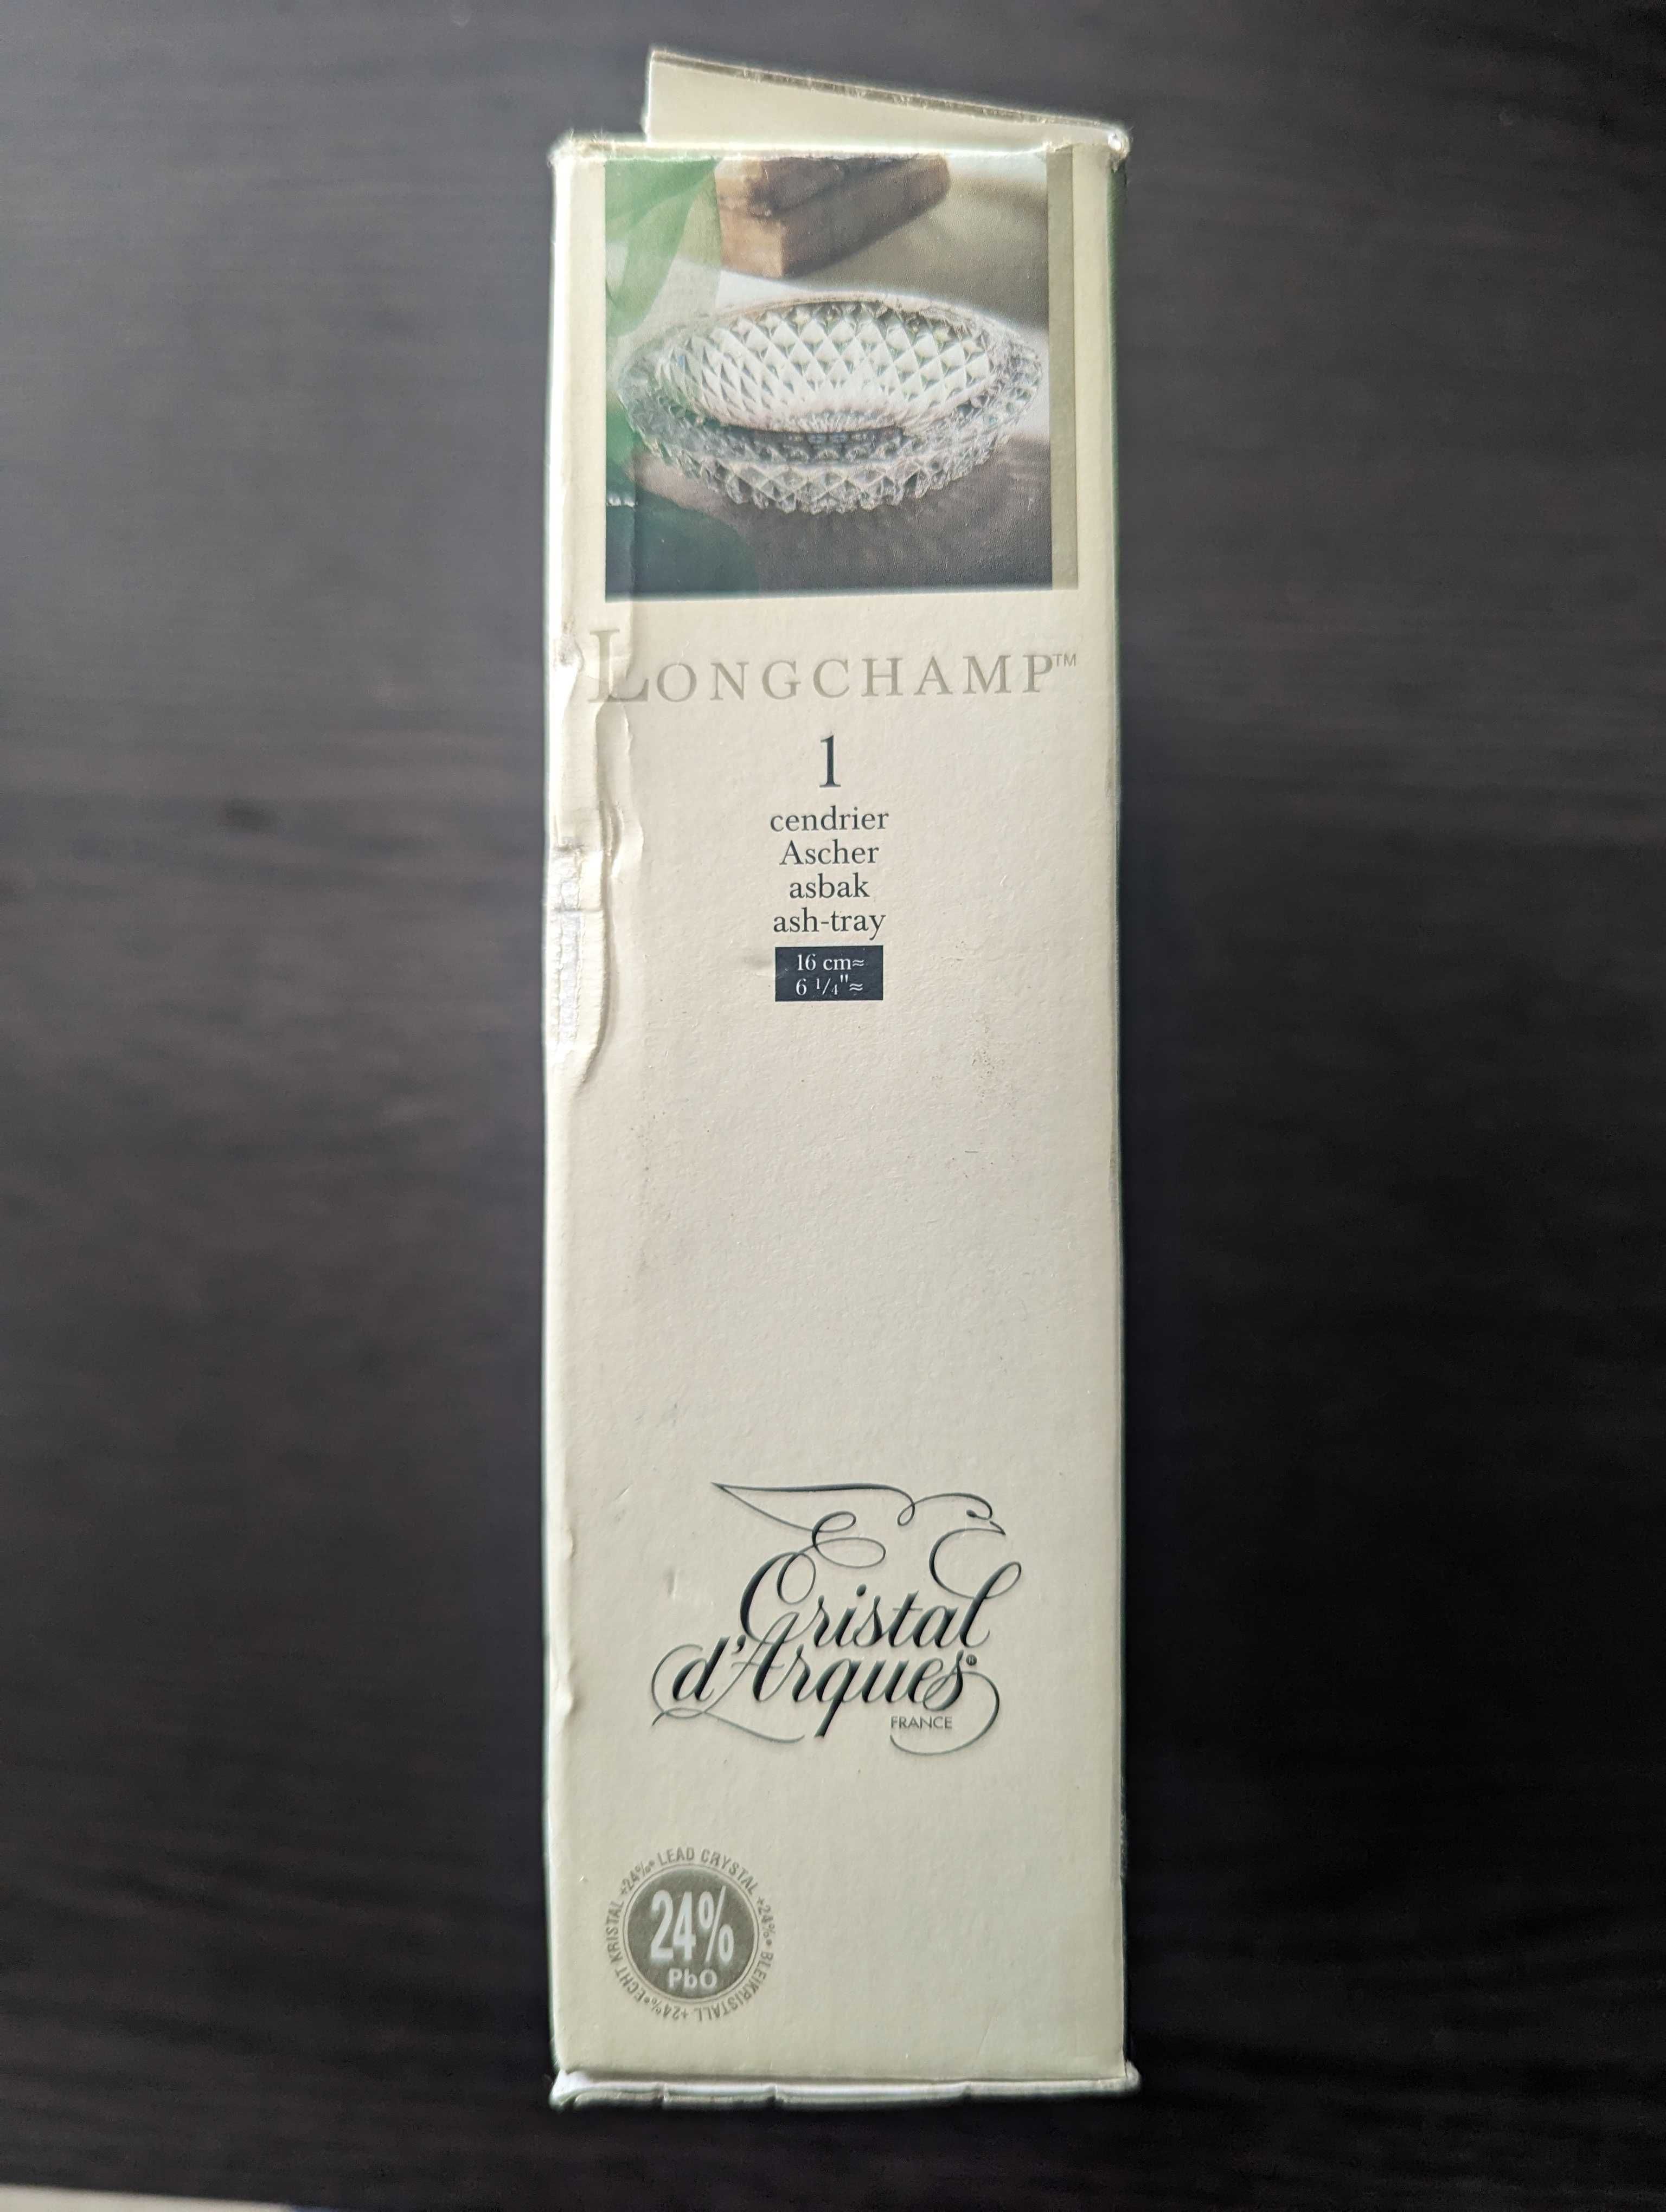 LONGCHAMP™
1
cendrier
Ascher
asbak
ash-tray
16 cm≈
6 1/4"≈
Cristal
d'Arques®
FRANCE
+24%• LEAD CRYSTAL +24%• BLEIKRISTALL +24%• ECHT KRISTAL
24%
PbO